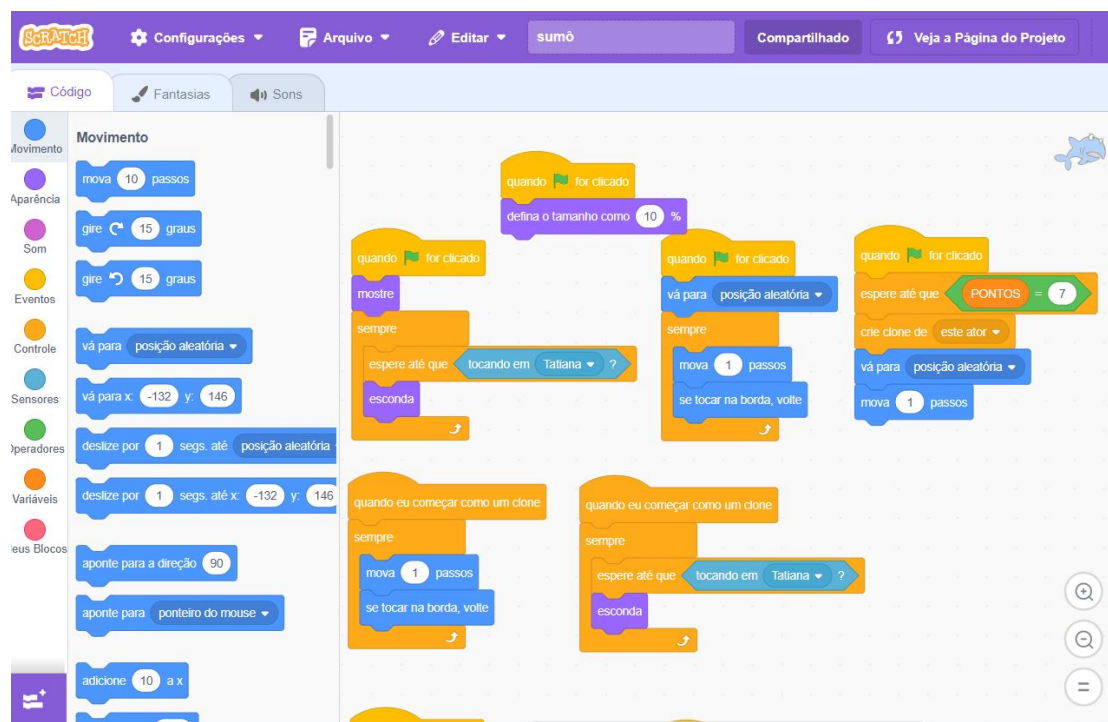 SCRATCH
Configurações
Arquivo
Editar
sumô
Compartilhado
Veja a Página do Projeto
Código
Fantasias
Sons
Movimento
Aparência
Som
Eventos
Controle
Sensores
Operadores
Variáveis
eus Blocos
Movimento
mova 10 passos
gire 15 graus
gire 15 graus
vá para posição aleatória
vá para x: -132 y: 146
deslize por 1 segs. até posição aleatória
deslize por 1 segs. até x: -132 y: 146
aponte para a direção 90
aponte para ponteiro do mouse
adicione 10 a x
quando for clicado
defina o tamanho como 10 %
quando for clicado
mostre
sempre
espere até que tocando em Tatiana ?
esconda
quando for clicado
vá para posição aleatória
sempre
mova 1 passos
se tocar na borda, volte
quando for clicado
espere até que PONTOS = 7
crie clone de este ator
vá para posição aleatória
mova 1 passos
quando eu começar como um clone
sempre
mova 1 passos
se tocar na borda, volte
quando eu começar como um clone
sempre
espere até que tocando em Tatiana ?
esconda